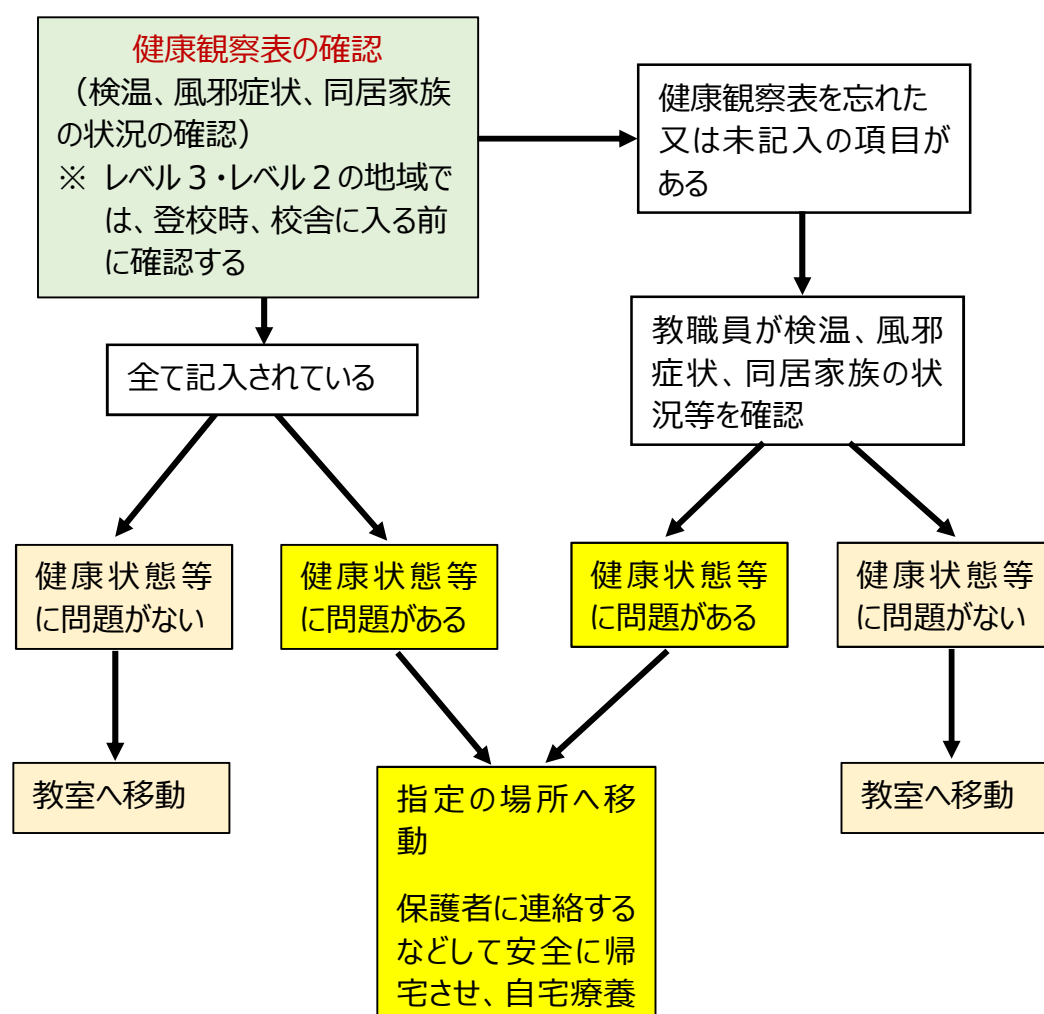 健康観察表の確認
（検温、風邪症状、同居家族
の状況の確認）
※ レベル３・レベル２の地域で
は、登校時、校舎に入る前
に確認する
健康観察表を忘れた
又は未記入の項目が
ある
教職員が検温、風邪
症状、同居家族の状
況等を確認
全て記入されている
健康状態等
に問題がない
健康状態等
に問題がある
健康状態等
に問題がある
健康状態等
に問題がない
教室へ移動
指定の場所へ移
動
保護者に連絡する
などして安全に帰
宅させ、自宅療養
教室へ移動